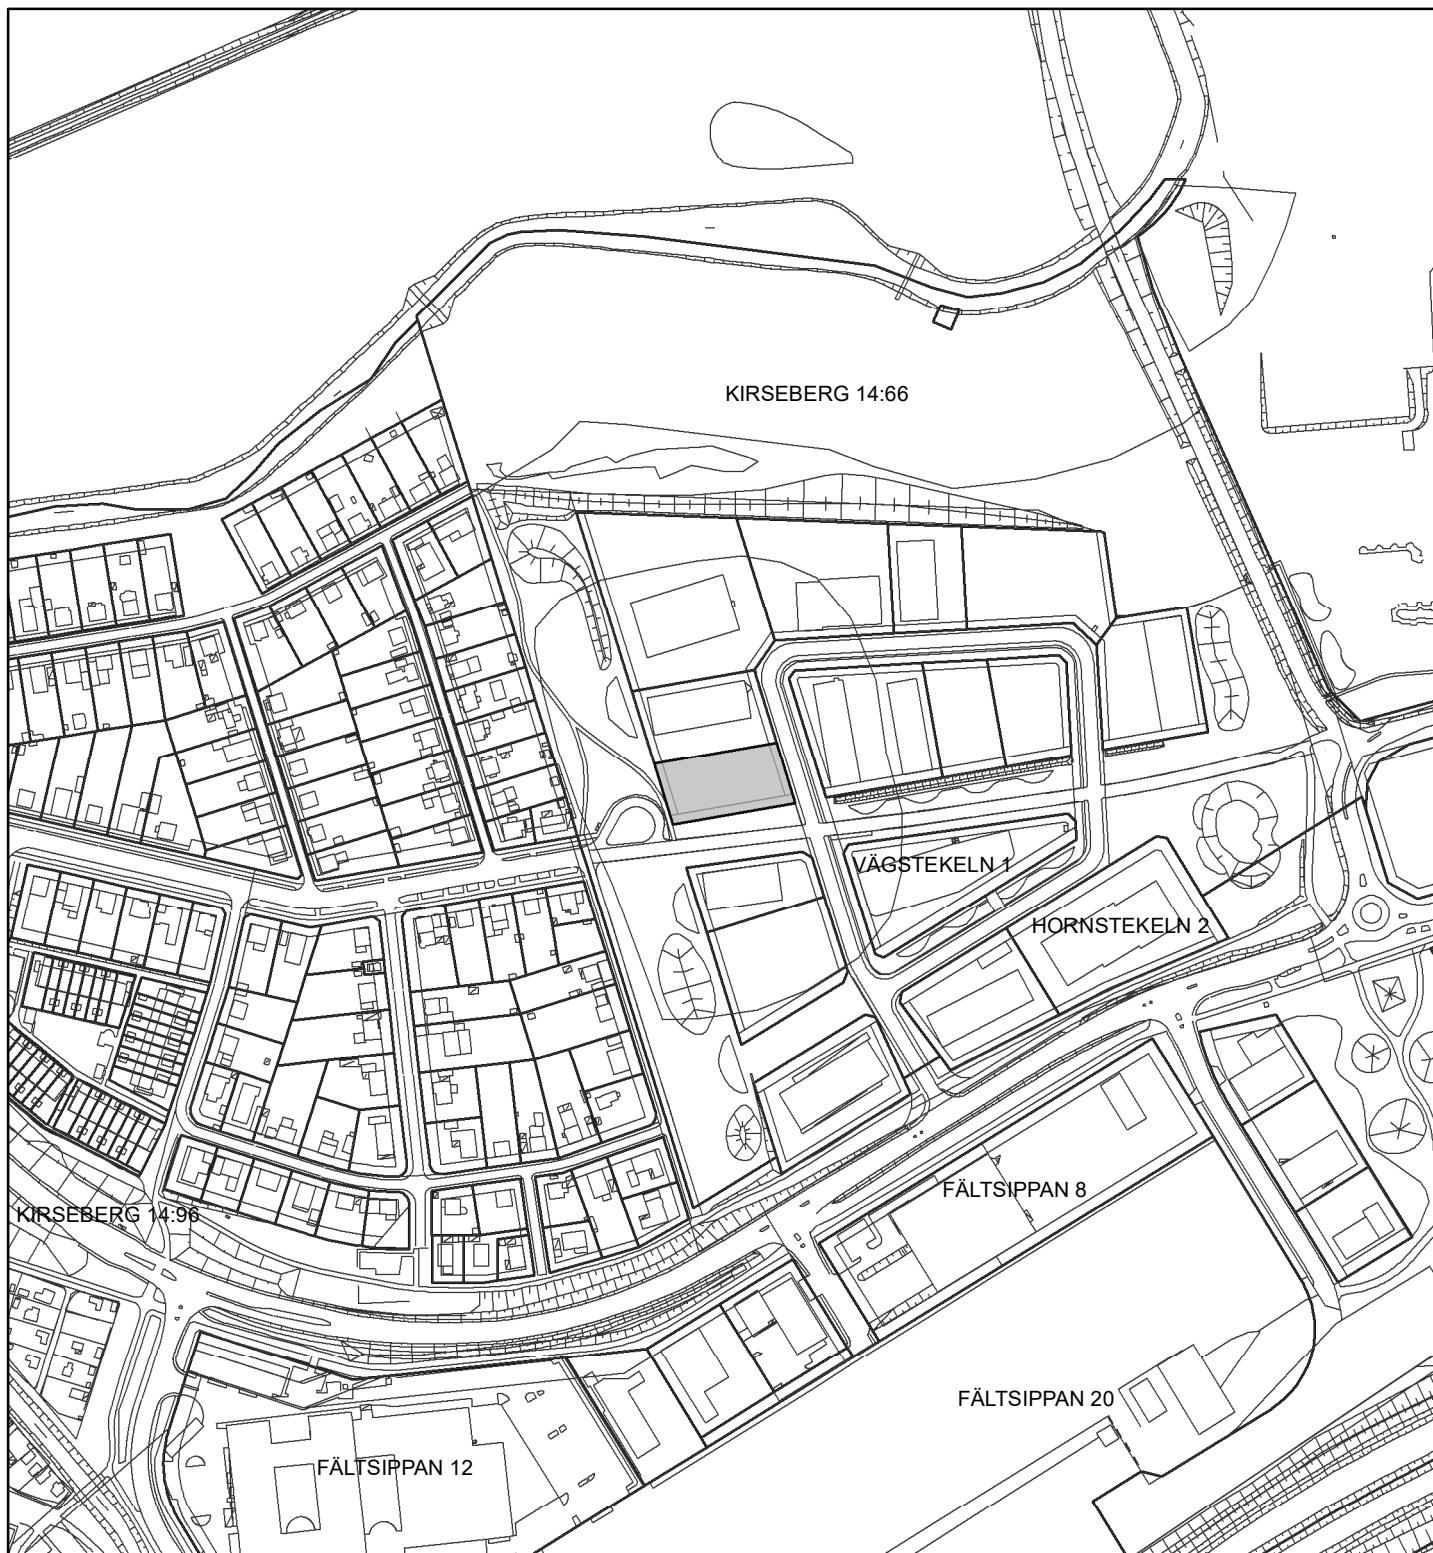 KIRSEBERG 14:66
VÄGSTEKELN 1
HORNSTEKELN 2
FÄLTSIPPAN 8
KIRSEBERG 14:96
FÄLTSIPPAN 20
FÄLTSIPPAN 12